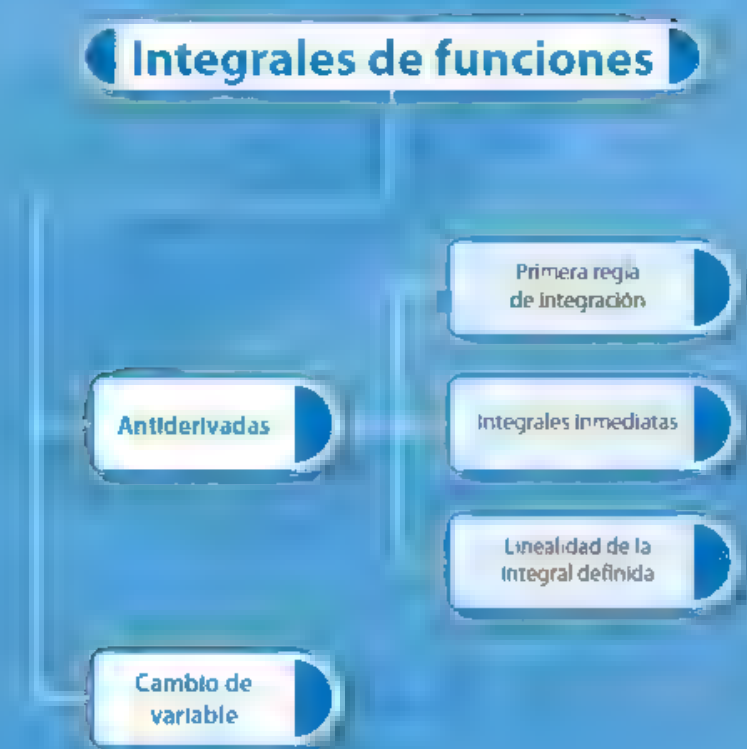 Integrales de funciones
Primera regla
de integración
Antiderivadas
Integrales inmediatas
Linealidad de la
integral definida
Cambio de
variable